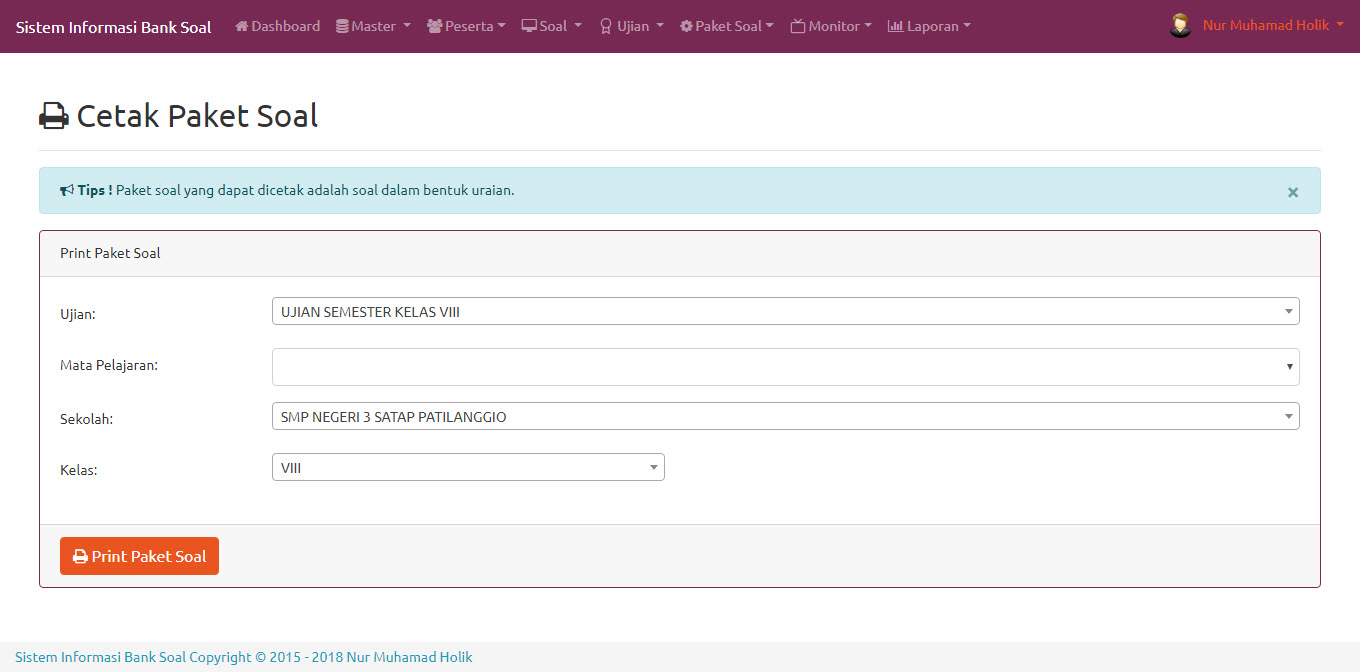 Sistem Informasi Bank Soal Dashboard Master Peserta Soal Ujian Paket Soal Monitor Laporan Nur Muhamad Holik
Cetak Paket Soal
Tips ! Paket soal yang dapat dicetak adalah soal dalam bentuk uraian. ×
Print Paket Soal
Ujian: UJIAN SEMESTER KELAS VIII
Mata Pelajaran:
Sekolah: SMP NEGERI 3 SATAP PATILANGGIO
Kelas: VIII
Print Paket Soal
Sistem Informasi Bank Soal Copyright © 2015 - 2018 Nur Muhamad Holik